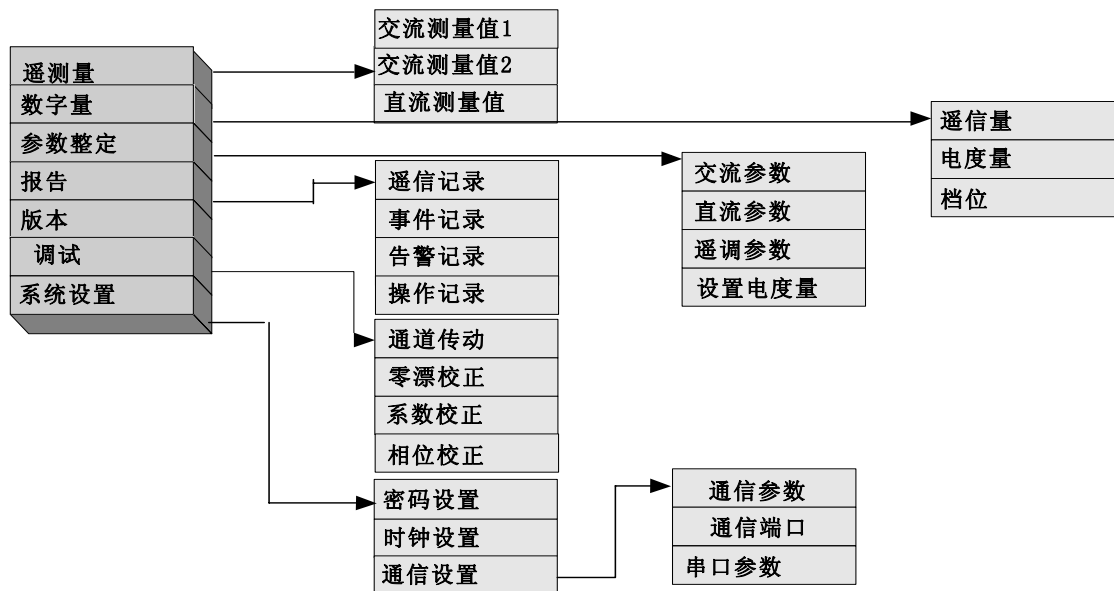 遥测量
数字量
参数整定
报告
版本
调试
系统设置
交流测量值1
交流测量值2
直流测量值
遥信量
电度量
档位
交流参数
直流参数
遥调参数
设置电度量
遥信记录
事件记录
告警记录
操作记录
通道传动
零漂校正
系数校正
相位校正
密码设置
时钟设置
通信设置
通信参数
通信端口
串口参数